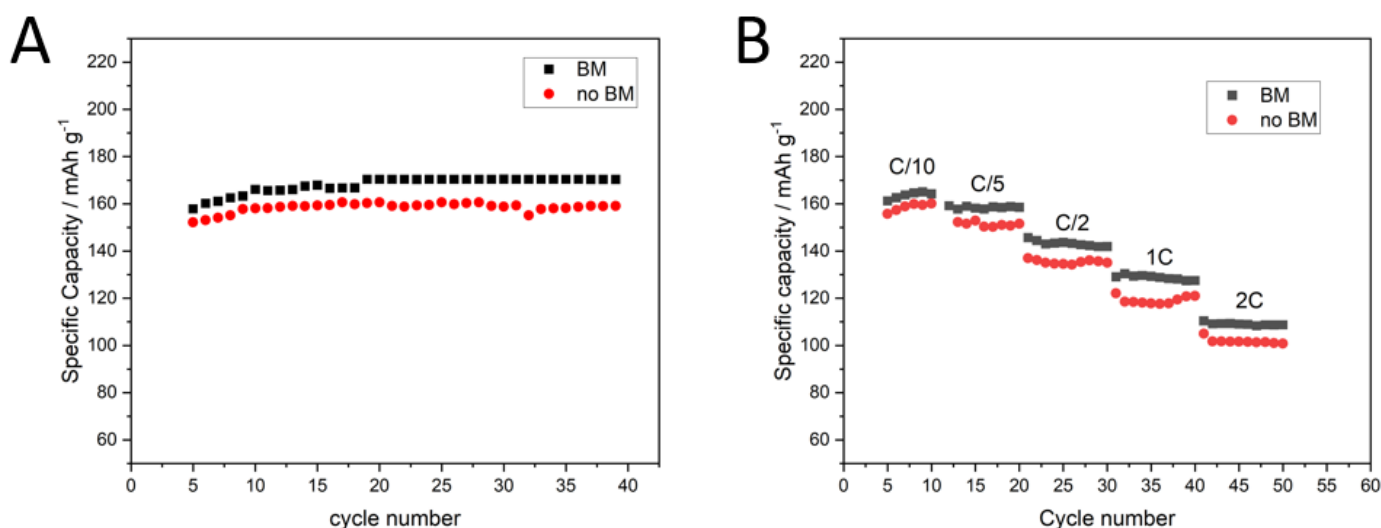 A
220
200
180
160
140
120
100
80
60
0
5
10
15
20
25
30
35
40
Specific Capacity / mAh g⁻¹
cycle number
BM
no BM
B
220
200
180
160
140
120
100
80
60
0
5
10
15
20
25
30
35
40
45
50
55
60
Specific capacity / mAh g⁻¹
Cycle number
BM
no BM
C/10
C/5
C/2
1C
2C